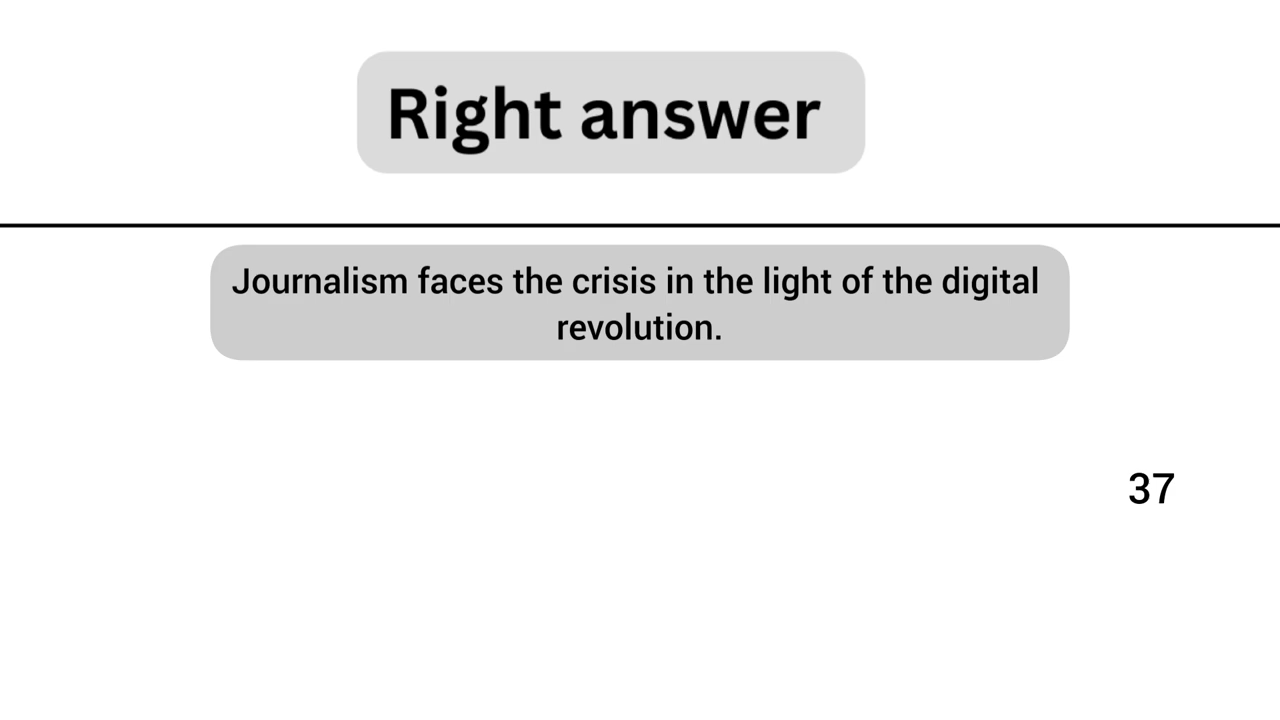 Right answer
Journalism faces the crisis in the light of the digital
revolution.
37